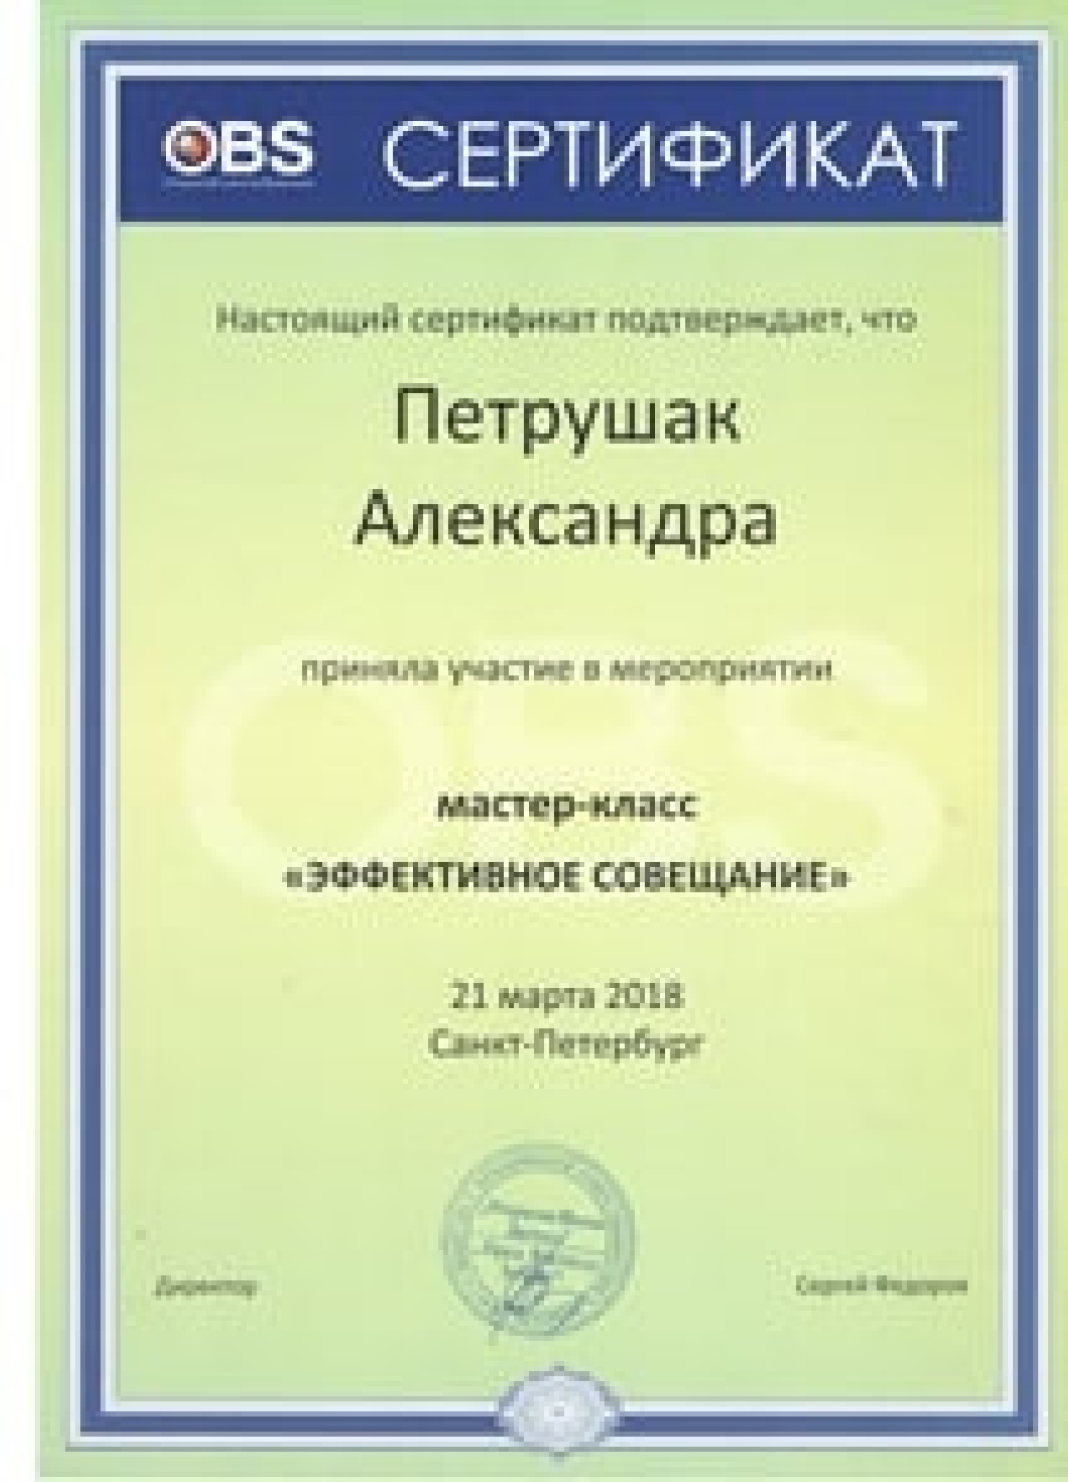 OBS СЕРТИФИКАТ
Настоящий сертификат подтверждает, что
Петрушак
Александра
приняла участие в мероприятии
OBS
мастер-класс
«ЭФФЕКТИВНОЕ СОВЕЩАНИЕ»
21 марта 2018
Санкт-Петербург
Директор
Сергей Федоров